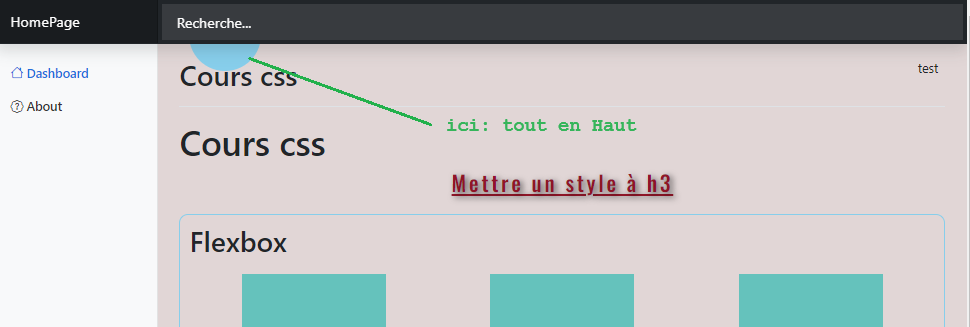 HomePage
Recherche...
Dashboard
About
Cours css
test
ici: tout en Haut
Cours css
Mettre un style à h3
Flexbox